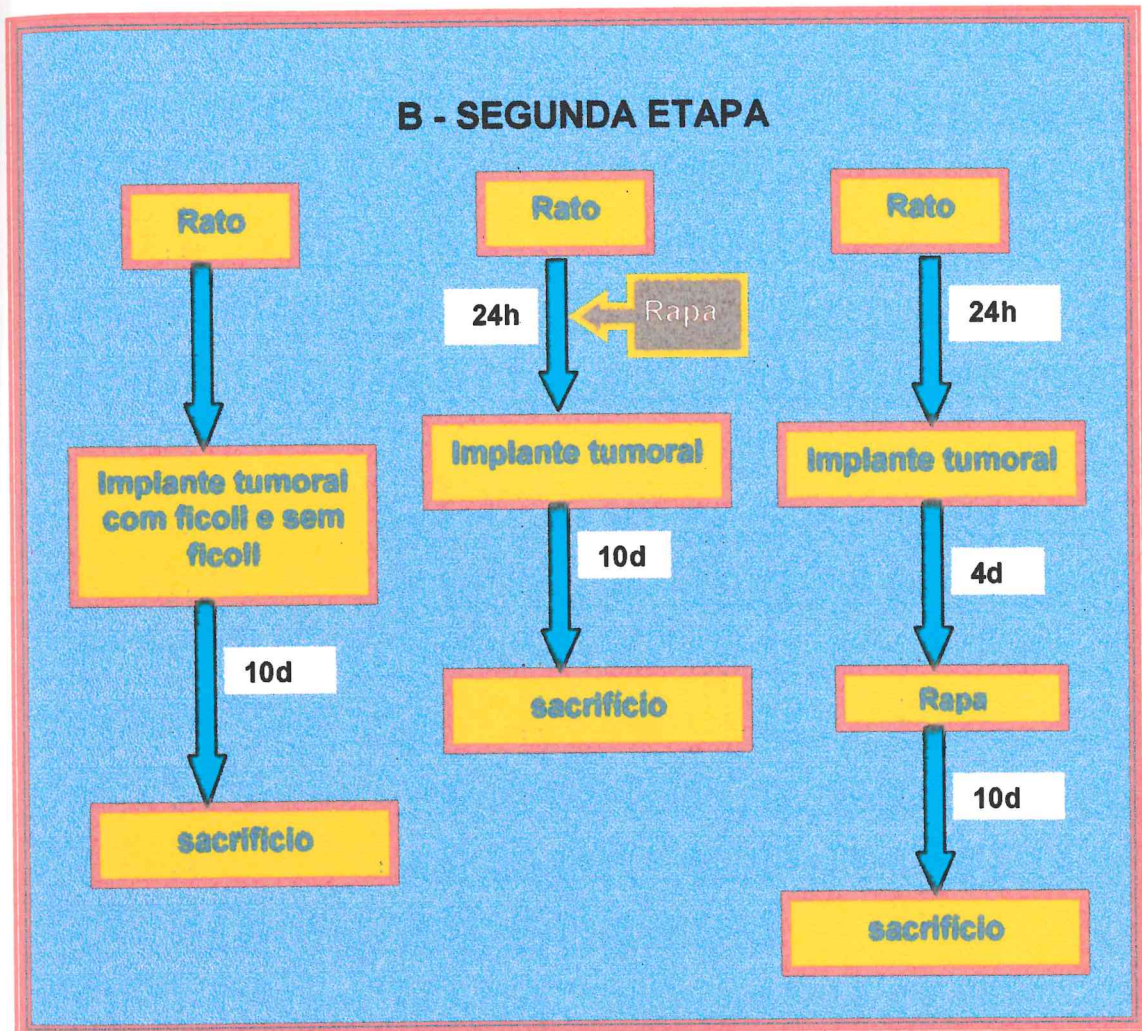 B - SEGUNDA ETAPA
Rato
Implante tumoral
com ficoll e sem
ficoll
10d
sacrifício
Rato
24h
Rapa
Implante tumoral
10d
sacrifício
Rato
24h
Implante tumoral
4d
Rapa
10d
sacrifício